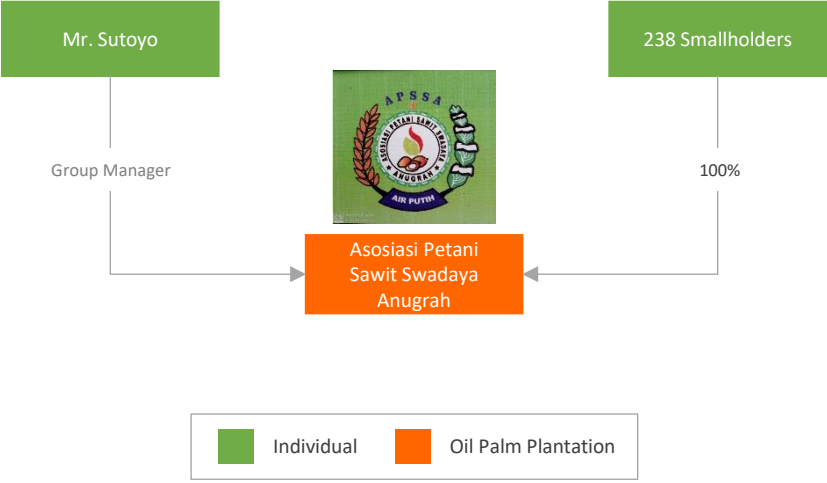 Mr. Sutoyo
238 Smallholders
Group Manager
100%
APSSA
ASOSIASI PETANI SAWIT SWADAYA
ANUGRAH
AIR PUTIH
Asosiasi Petani
Sawit Swadaya
Anugrah
Individual
Oil Palm Plantation